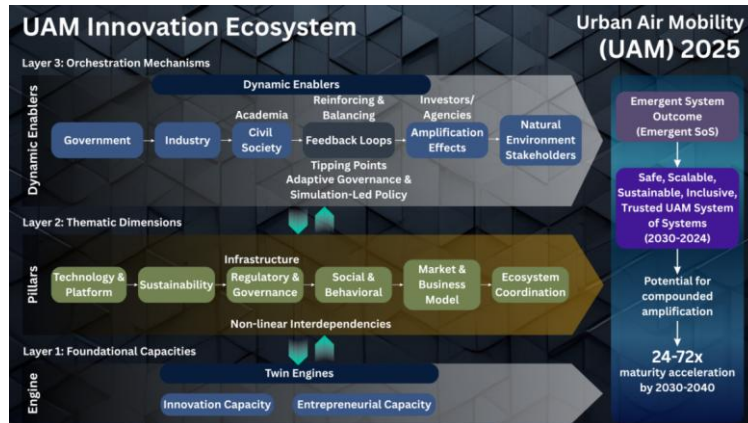 UAM Innovation Ecosystem
Urban Air Mobility
(UAM) 2025
Layer 3: Orchestration Mechanisms
Dynamic Enablers
Dynamic Enablers
Government
Industry
Academia
Civil
Society
Reinforcing &
Balancing
Feedback Loops
Tipping Points
Adaptive Governance &
Simulation-Led Policy
Investors/
Agencies
Amplification
Effects
Natural
Environment
Stakeholders
Layer 2: Thematic Dimensions
Pillars
Technology &
Platform
Sustainability
Infrastructure
Regulatory &
Governance
Social &
Behavioral
Market &
Business
Model
Ecosystem
Coordination
Non-linear Interdependencies
Layer 1: Foundational Capacities
Engine
Twin Engines
Innovation Capacity
Entrepreneurial Capacity
Emergent System
Outcome
(Emergent SoS)
Safe, Scalable,
Sustainable, Inclusive,
Trusted UAM System
of Systems
(2030-2024)
Potential for
compounded
amplification
24-72x
maturity acceleration
by 2030-2040